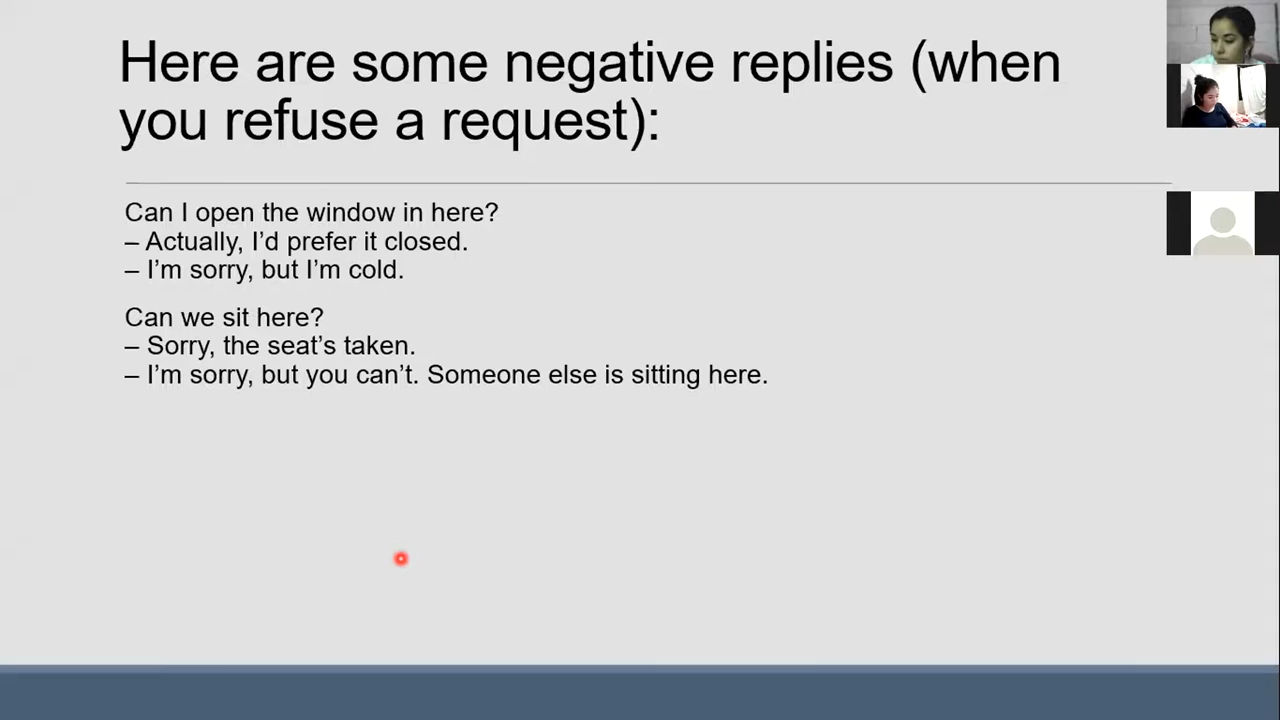 Here are some negative replies (when
you refuse a request):
Can I open the window in here?
– Actually, I’d prefer it closed.
– I’m sorry, but I’m cold.
Can we sit here?
– Sorry, the seat’s taken.
– I’m sorry, but you can’t. Someone else is sitting here.